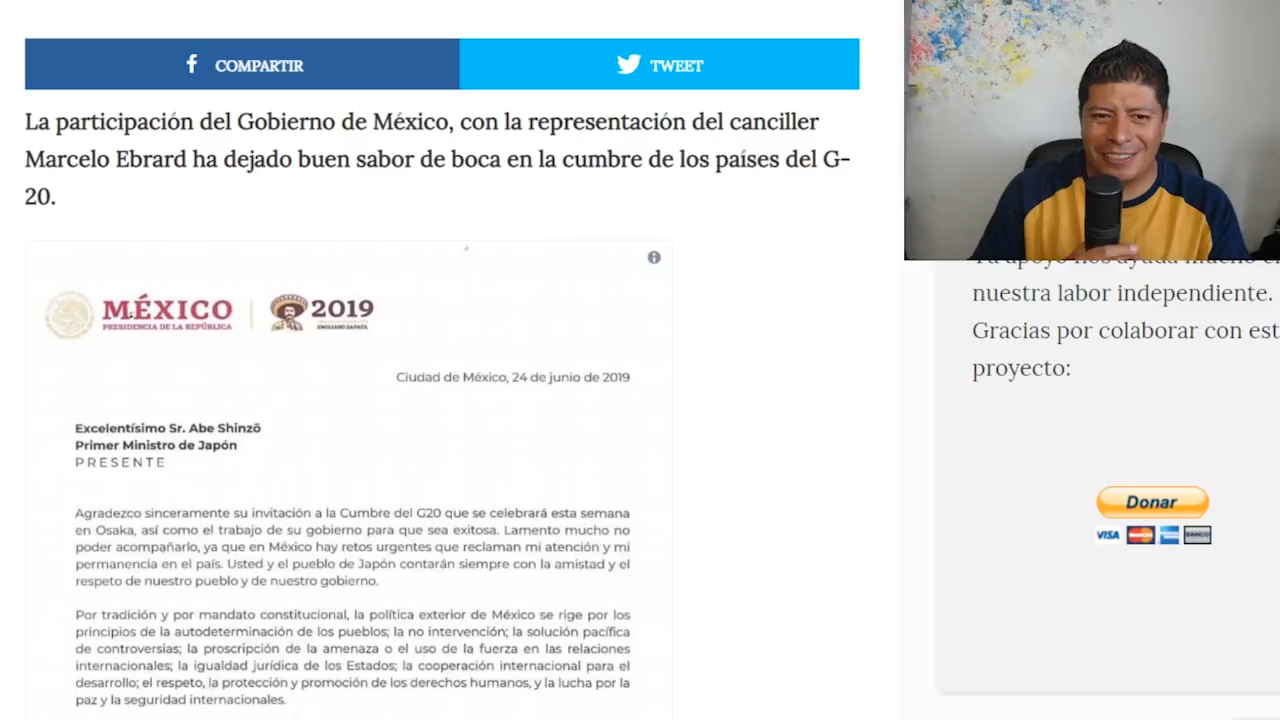 COMPARTIR
TWEET
La participación del Gobierno de México, con la representación del canciller
Marcelo Ebrard ha dejado buen sabor de boca en la cumbre de los países del G-
20.
MÉXICO
PRESIDENCIA DE LA REPÚBLICA
2019
EMILIANO ZAPATA
Ciudad de México, 24 de junio de 2019
Excelentísimo Sr. Abe Shinzō
Primer Ministro de Japón
PRESENTE
Agradezco sinceramente su invitación a la Cumbre del G20 que se celebrará esta semana
en Osaka, así como el trabajo de su gobierno para que sea exitosa. Lamento mucho no
poder acompañarlo, ya que en México hay retos urgentes que reclaman mi atención y mi
permanencia en el país. Usted y el pueblo de Japón contarán siempre con la amistad y el
respeto de nuestro pueblo y de nuestro gobierno.
Por tradición y por mandato constitucional, la política exterior de México se rige por los
principios de la autodeterminación de los pueblos; la no intervención; la solución pacífica
de controversias; la proscripción de la amenaza o el uso de la fuerza en las relaciones
internacionales; la igualdad jurídica de los Estados; la cooperación internacional para el
desarrollo; el respeto, la protección y promoción de los derechos humanos, y la lucha por la
paz y la seguridad internacionales.
Tu apoyo nos ayuda mucho e
nuestra labor independiente.
Gracias por colaborar con est
proyecto:
Donar
VISA